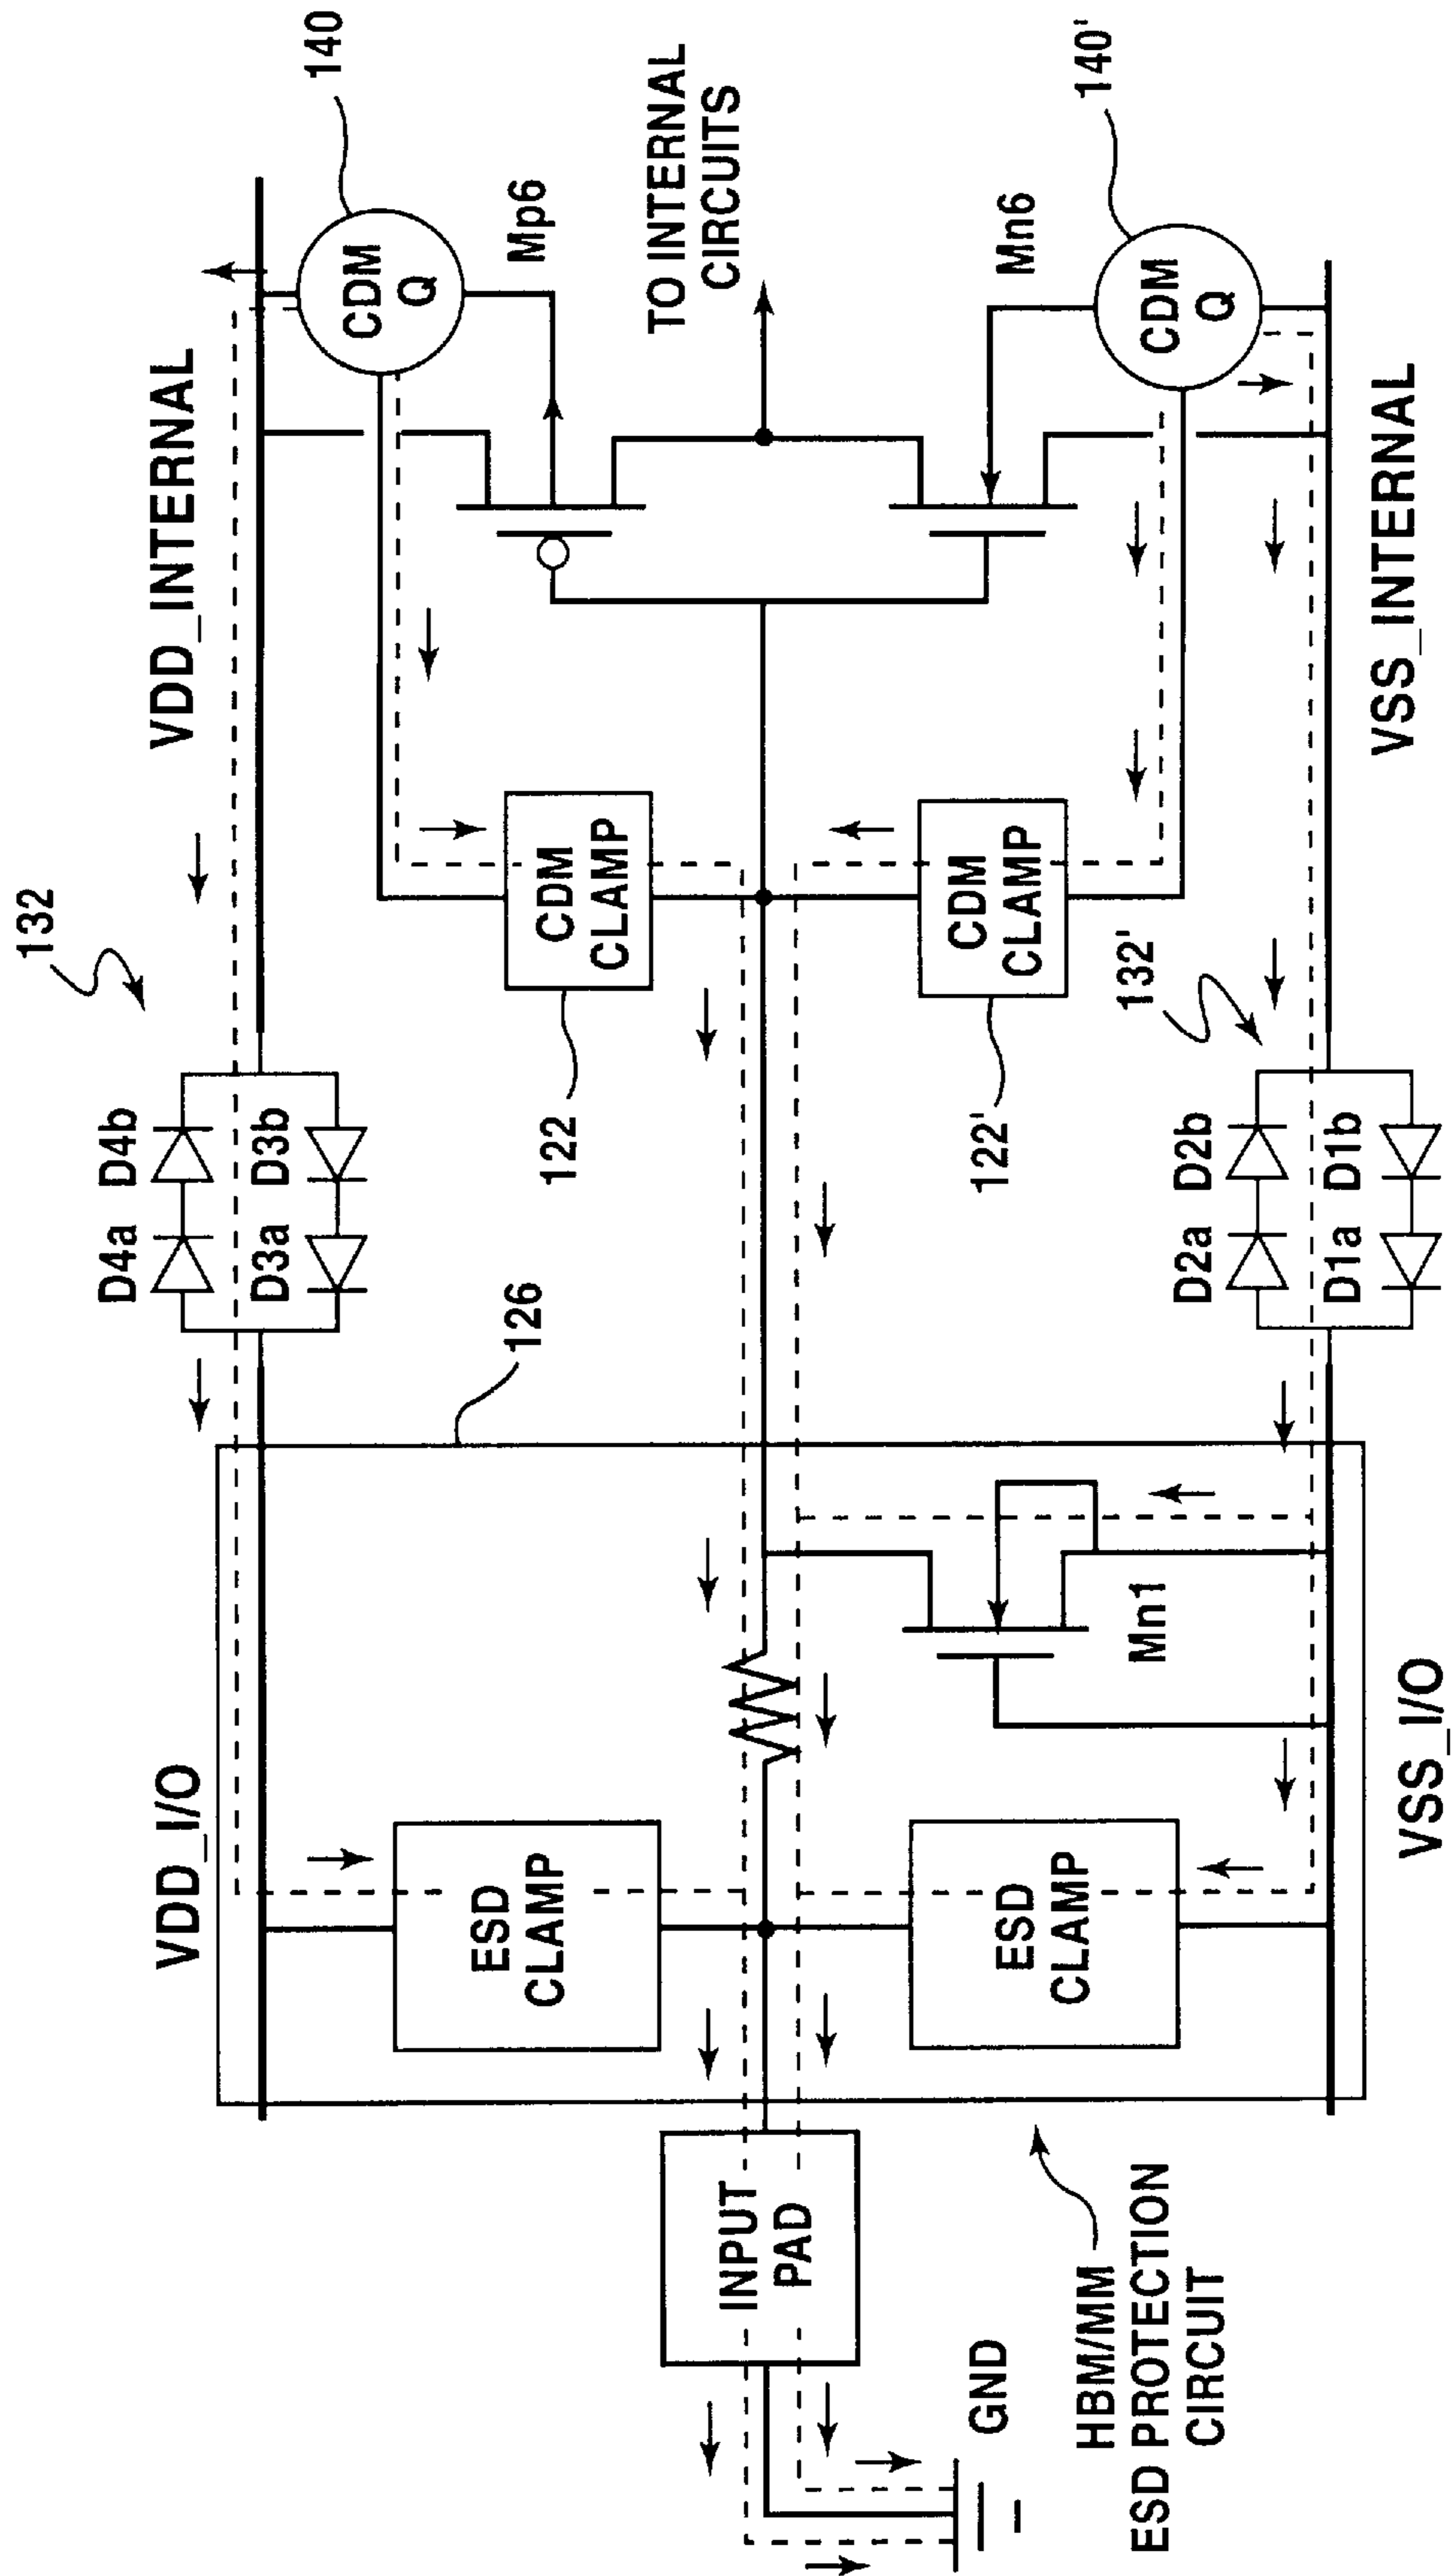 132
140
VDD_I/O
VDD_INTERNAL
D4a D4b
D3a D3b
126
CDM
Q
Mp6
ESD
CLAMP
CDM
CLAMP
122
TO INTERNAL
CIRCUITS
INPUT
PAD
GND
CDM
CLAMP
122'
Mn6
140'
ESD
CLAMP
Mn1
CDM
Q
132'
D2a D2b
D1a D1b
HBM/MM
ESD PROTECTION
CIRCUIT
VSS_I/O
VSS_INTERNAL